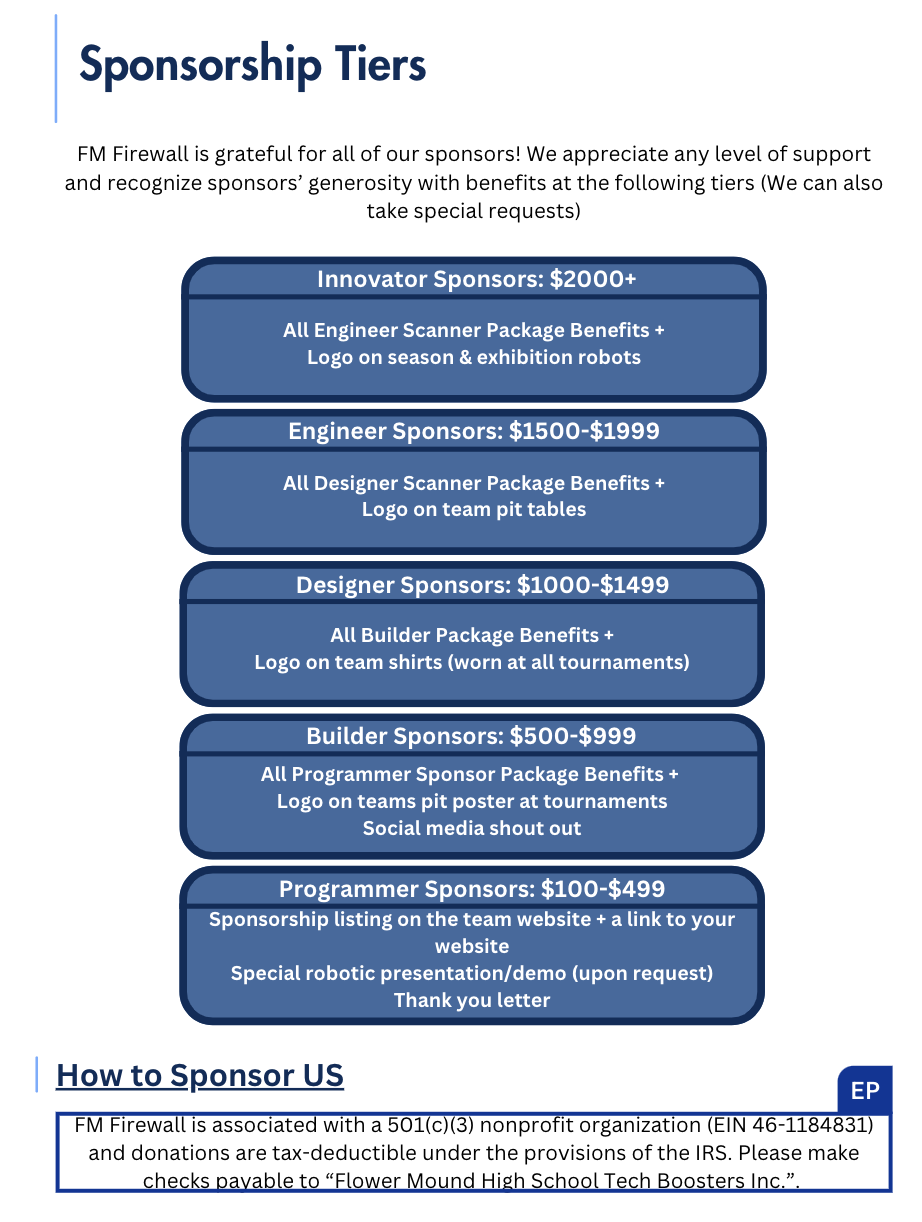 Sponsorship Tiers
FM Firewall is grateful for all of our sponsors! We appreciate any level of support
and recognize sponsors’ generosity with benefits at the following tiers (We can also
take special requests)
Innovator Sponsors: $2000+
All Engineer Scanner Package Benefits +
Logo on season & exhibition robots
Engineer Sponsors: $1500-$1999
All Designer Scanner Package Benefits +
Logo on team pit tables
Designer Sponsors: $1000-$1499
All Builder Package Benefits +
Logo on team shirts (worn at all tournaments)
Builder Sponsors: $500-$999
All Programmer Sponsor Package Benefits +
Logo on teams pit poster at tournaments
Social media shout out
Programmer Sponsors: $100-$499
Sponsorship listing on the team website + a link to your
website
Special robotic presentation/demo (upon request)
Thank you letter
How to Sponsor US
EP
FM Firewall is associated with a 501(c)(3) nonprofit organization (EIN 46-1184831)
and donations are tax-deductible under the provisions of the IRS. Please make
checks payable to “Flower Mound High School Tech Boosters Inc.”.